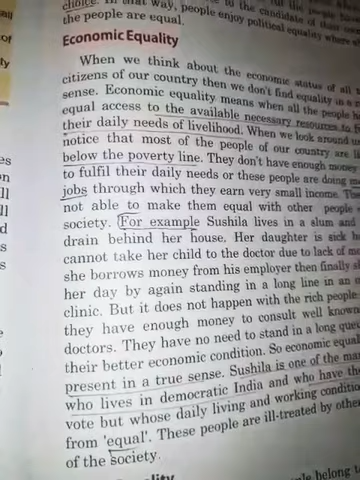 choice. In that way, people enjoy political equality where
the people are equal.
Economic Equality
When we think about the economic status of all
citizens of our country then we don't find equality in a
sense. Economic equality means when all the people
equal access to the available necessary resources to
their daily needs of livelihood. When we look around
notice that most of the people of our country are
below the poverty line. They don't have enough money
to fulfil their daily needs or these people are doing
jobs through which they earn very small income.
not able to make them equal with other people
society. For example Sushila lives in a slum and
drain behind her house. Her daughter is sick
cannot take her child to the doctor due to lack of
she borrows money from his employer then finally
her day by again standing in a long line in an
clinic. But it does not happen with the rich people
they have enough money to consult well known
doctors. They have no need to stand in a long
their better economic condition. So economic
present in a true sense. Sushila is one of the
who lives in democratic India and who have the
vote but whose daily living and working
from 'equal'. These people are ill-treated by other
of the society.